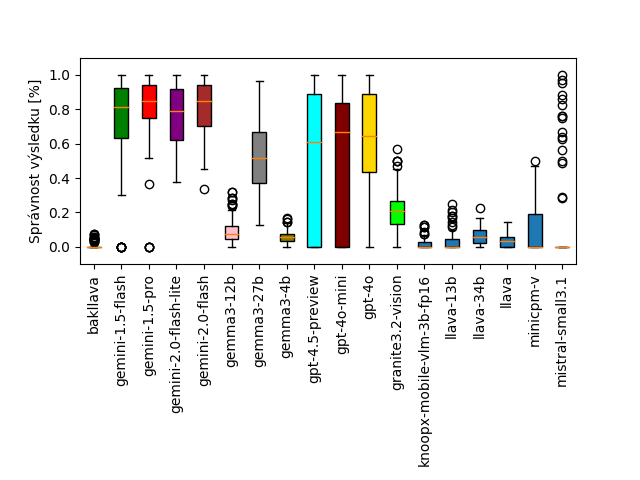 Správnost výsledku [%]
1.0
0.8
0.6
0.4
0.2
0.0
bakllava
gemini-1.5-flash
gemini-1.5-pro
gemini-2.0-flash-lite
gemini-2.0-flash
gemma3-12b
gemma3-27b
gemma3-4b
gpt-4.5-preview
gpt-4o-mini
gpt-4o
granite3.2-vision
knoopx-mobile-vlm-3b-fp16
llava-13b
llava-34b
llava
minicpm-v
mistral-small3.1